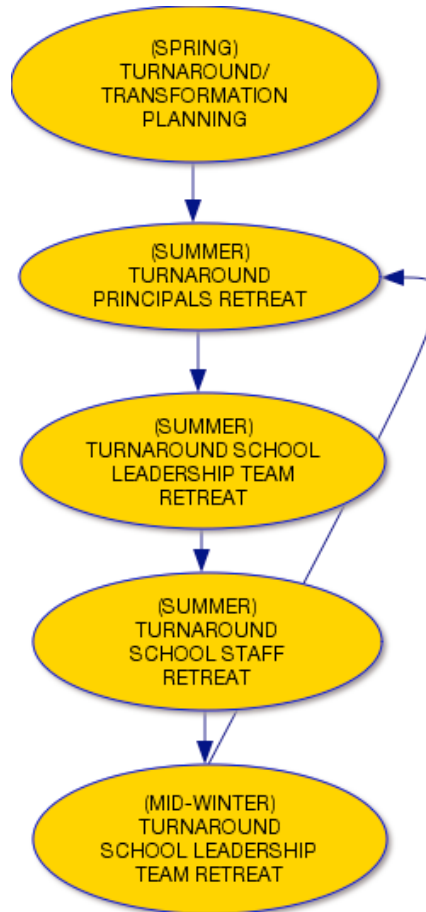 (SPRING)
TURNAROUND/
TRANSFORMATION
PLANNING
(SUMMER)
TURNAROUND
PRINCIPALS RETREAT
(SUMMER)
TURNAROUND SCHOOL
LEADERSHIP TEAM
RETREAT
(SUMMER)
TURNAROUND
SCHOOL STAFF
RETREAT
(MID-WINTER)
TURNAROUND
SCHOOL LEADERSHIP
TEAM RETREAT